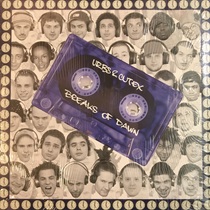 URBS & CUTEX
BREAKS OF DAWN